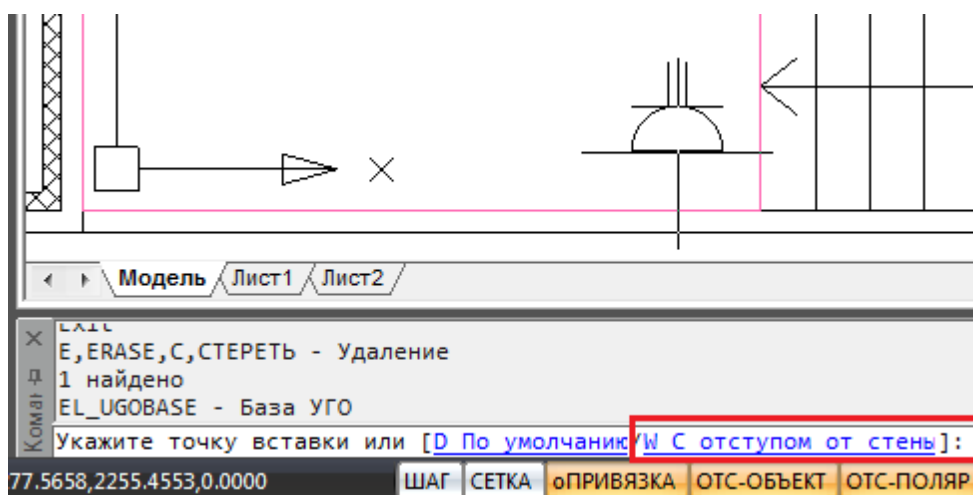 X
Модель Лист1 Лист2
EXIT
E,ERASE,С,СТЕРЕТЬ - Удаление
1 найдено
EL_UGOBASE - База УГО
Укажите точку вставки или [D По умолчанию/W С отступом от стены]:
77.5658,2255.4553,0.0000 ШАГ СЕТКА оПРИВЯЗКА ОТС-ОБЪЕКТ ОТС-ПОЛЯР